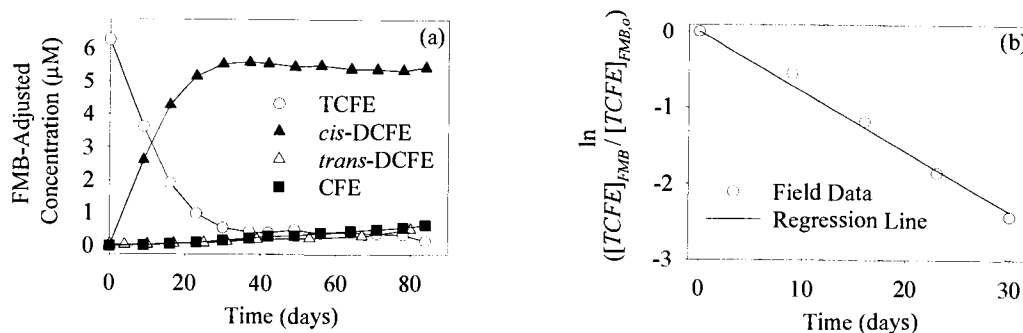 (a)
FMB-Adjusted
Concentration (μM)
6
5
4
3
2
1
0
TCFE
cis-DCFE
trans-DCFE
CFE
0 20 40 60 80
Time (days)
(b)
ln
([TCFE]FMB / [TCFE]FMB,o)
0
-1
-2
-3
Field Data
Regression Line
0 10 20 30
Time (days)